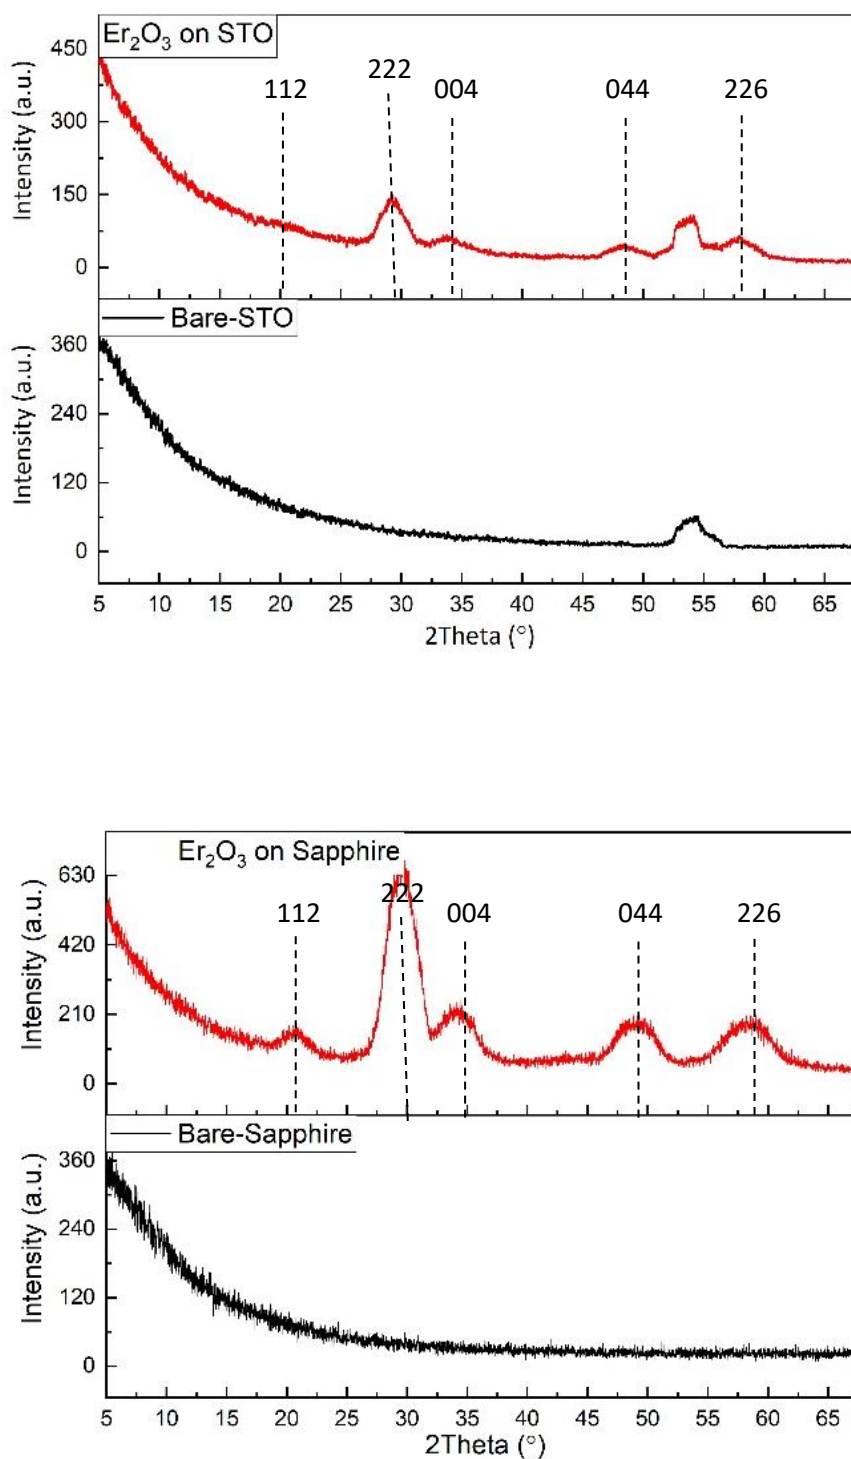 Er₂O₃ on STO
112
222
004
044
226
Intensity (a.u.)
450
300
150
0
Bare-STO
Intensity (a.u.)
360
240
120
0
5 10 15 20 25 30 35 40 45 50 55 60 65
2Theta (°)
Er₂O₃ on Sapphire
112
222
004
044
226
Intensity (a.u.)
630
420
210
0
Bare-Sapphire
Intensity (a.u.)
360
240
120
0
5 10 15 20 25 30 35 40 45 50 55 60 65
2Theta (°)